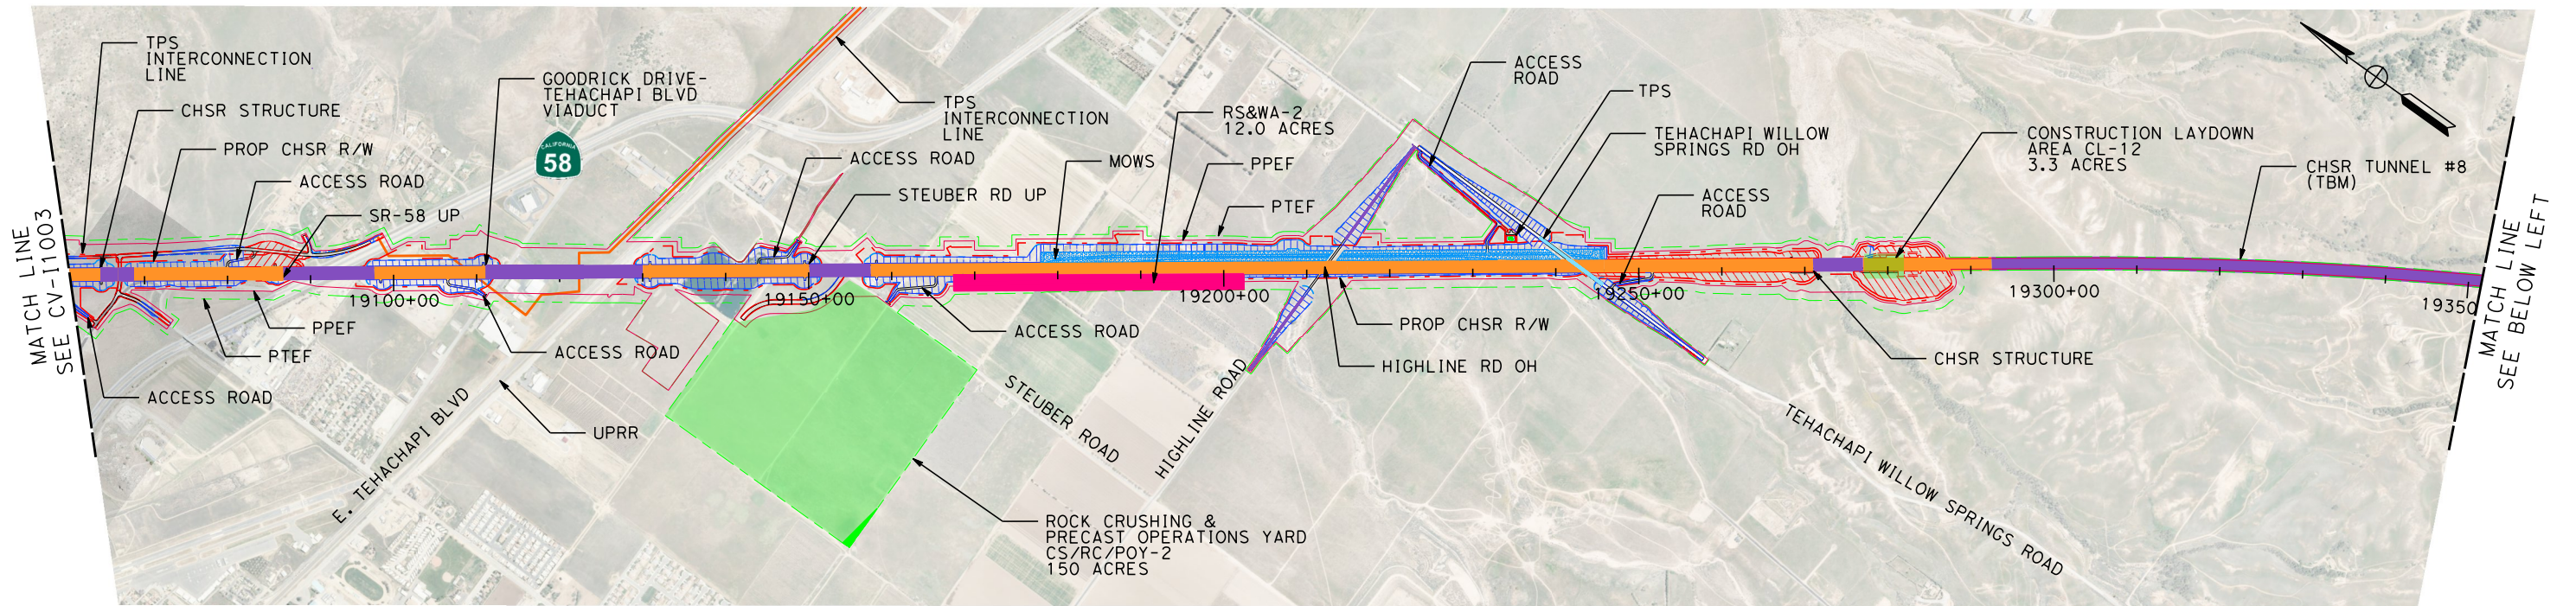 TPS
INTERCONNECTION
LINE
CHSR STRUCTURE
PROP CHSR R/W
ACCESS ROAD
SR-58 UP
GOODRICK DRIVE-
TEHACHAPI BLVD
VIADUCT
CALIFORNIA
58
TPS
INTERCONNECTION
LINE
ACCESS ROAD
STEUBER RD UP
MOWS
RS&WA-2
12.0 ACRES
PPEF
PTEF
ACCESS
ROAD
TPS
TEHACHAPI WILLOW
SPRINGS RD OH
ACCESS
ROAD
CONSTRUCTION LAYDOWN
AREA CL-12
3.3 ACRES
CHSR TUNNEL #8
(TBM)
MATCH LINE
SEE CV-I1003
19100+00
19150+00
19200+00
19250+00
19300+00
19350
MATCH LINE
SEE BELOW LEFT
PPEF
PTEF
ACCESS ROAD
ACCESS ROAD
UPRR
E. TEHACHAPI BLVD
ACCESS ROAD
STEUBER ROAD
HIGHLINE ROAD
PROP CHSR R/W
HIGHLINE RD OH
CHSR STRUCTURE
TEHACHAPI WILLOW SPRINGS ROAD
ROCK CRUSHING &
PRECAST OPERATIONS YARD
CS/RC/POY-2
150 ACRES